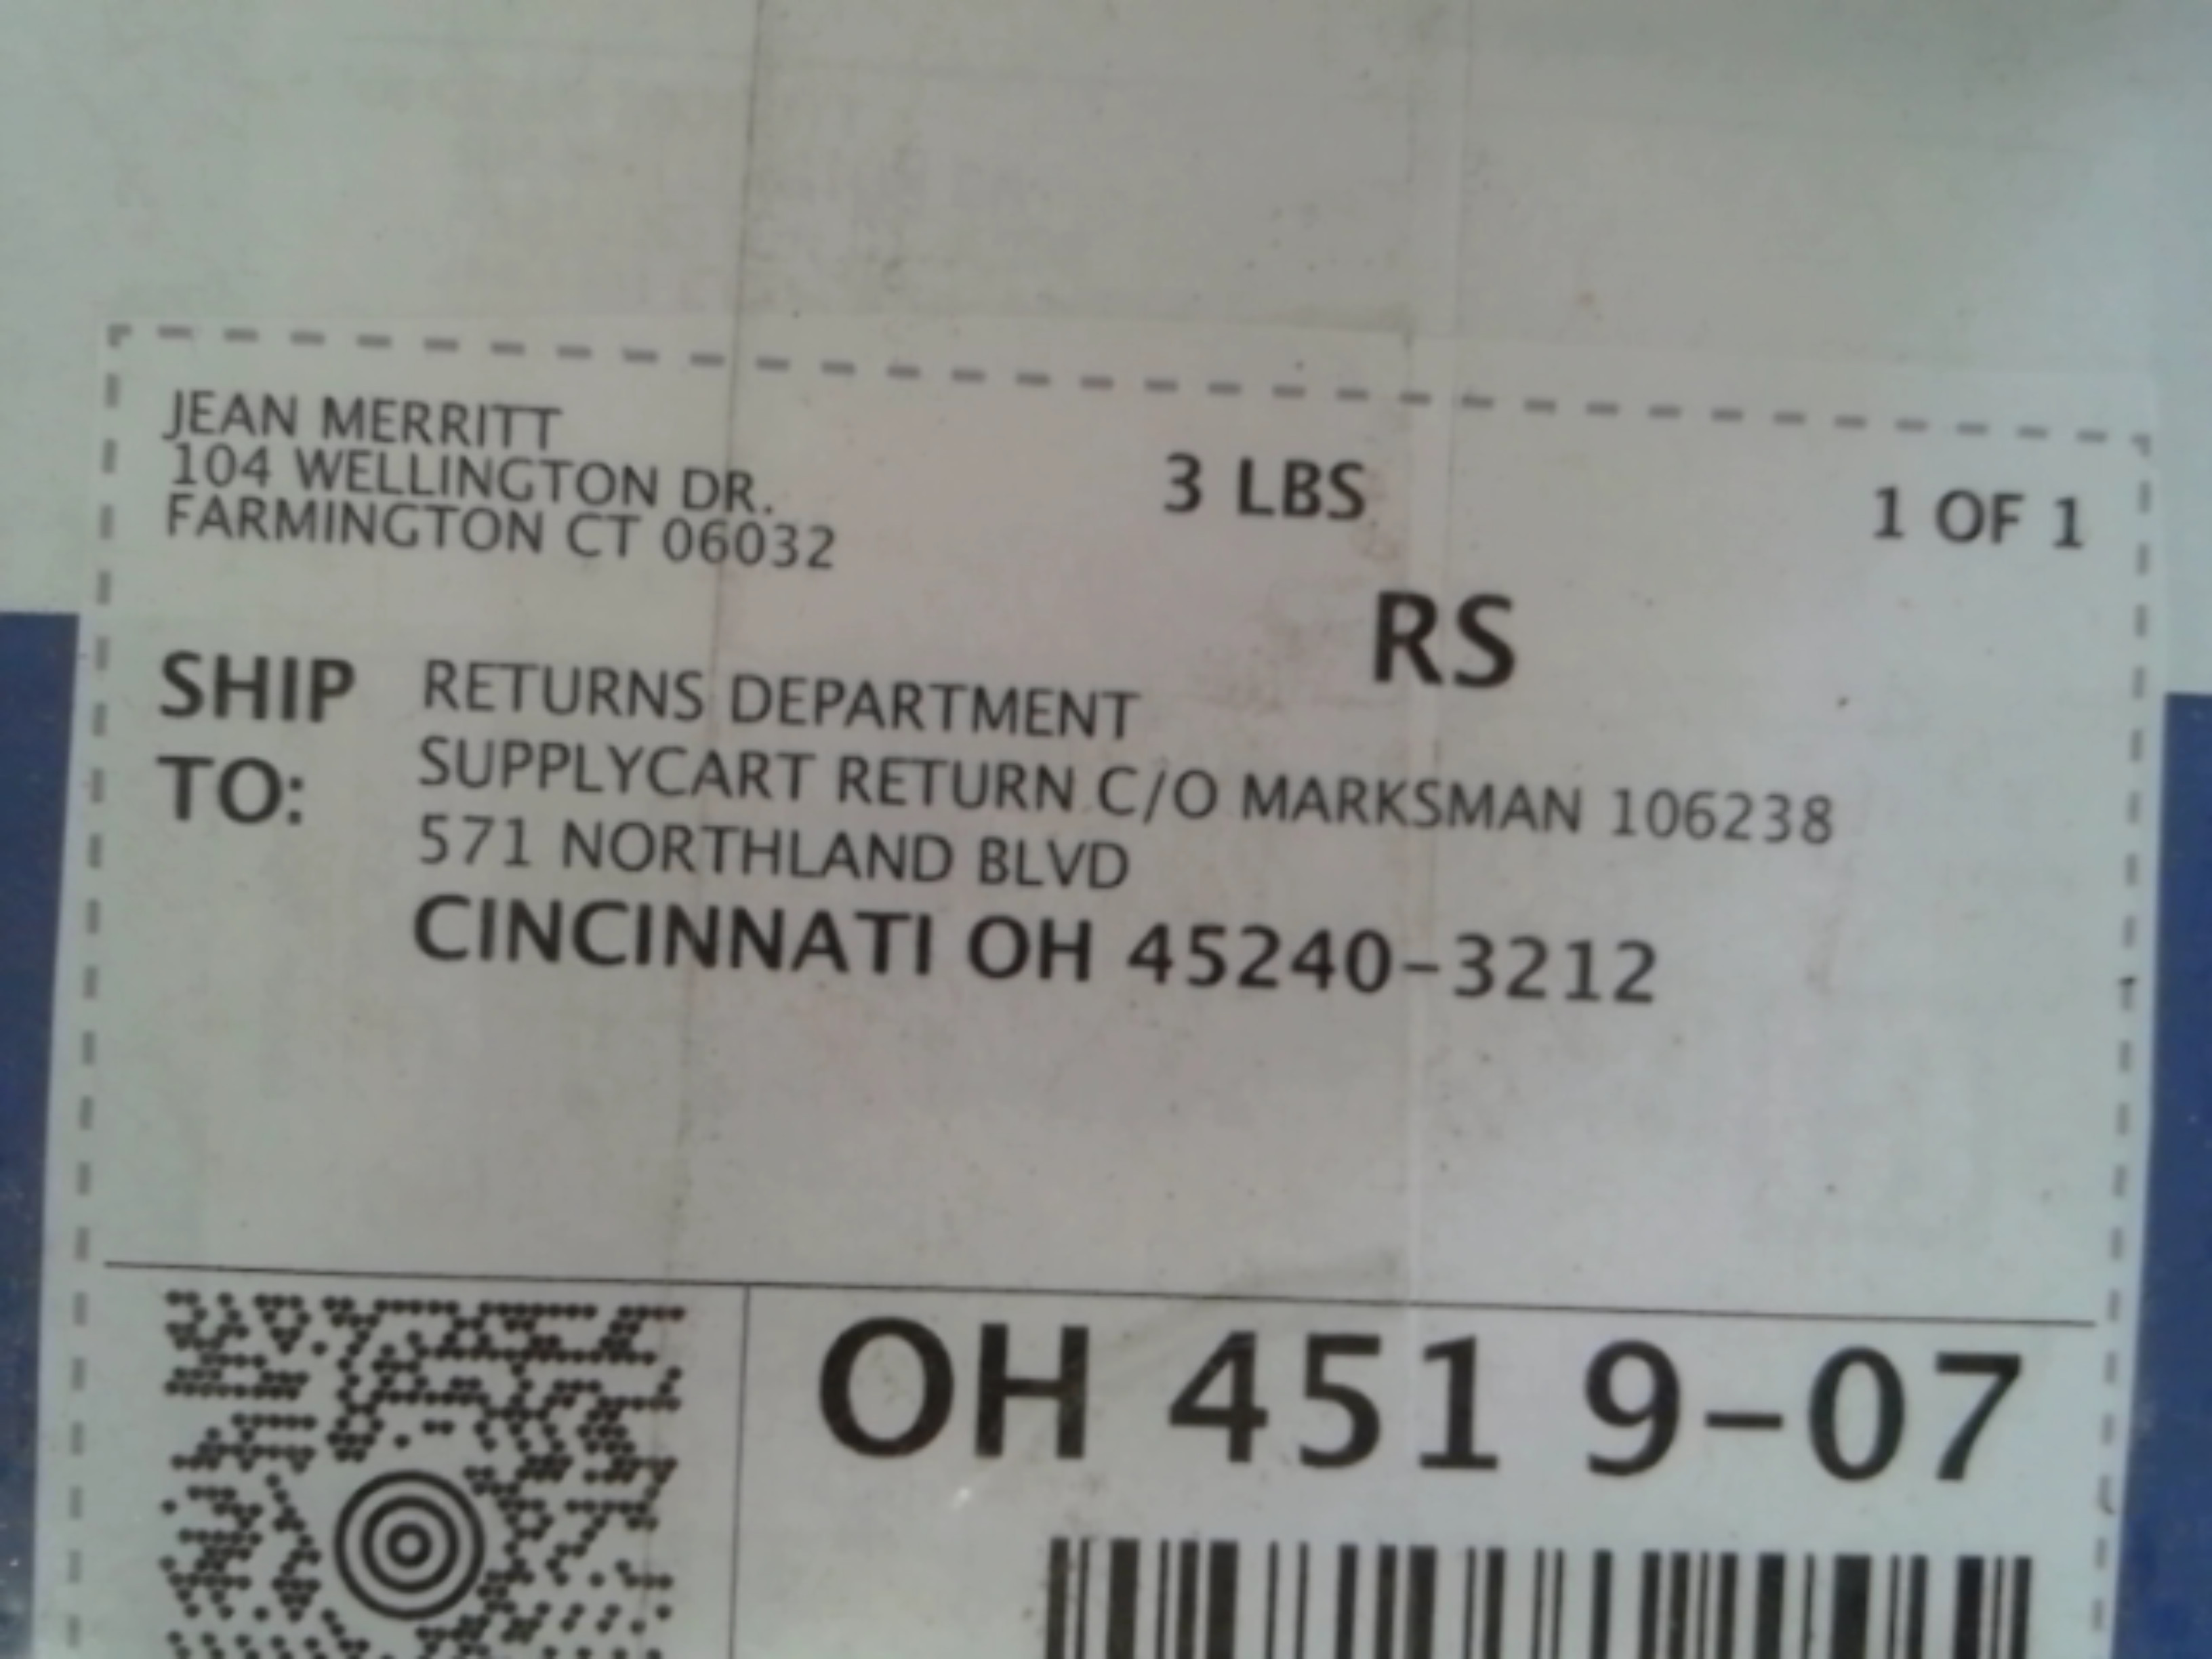 JEAN MERRITT
104 WELLINGTON DR.
FARMINGTON CT 06032
3 LBS
1 OF 1
RS
SHIP TO:
RETURNS DEPARTMENT
SUPPLYCART RETURN C/O MARKSMAN 106238
571 NORTHLAND BLVD
CINCINNATI OH 45240-3212
OH 451 9-07